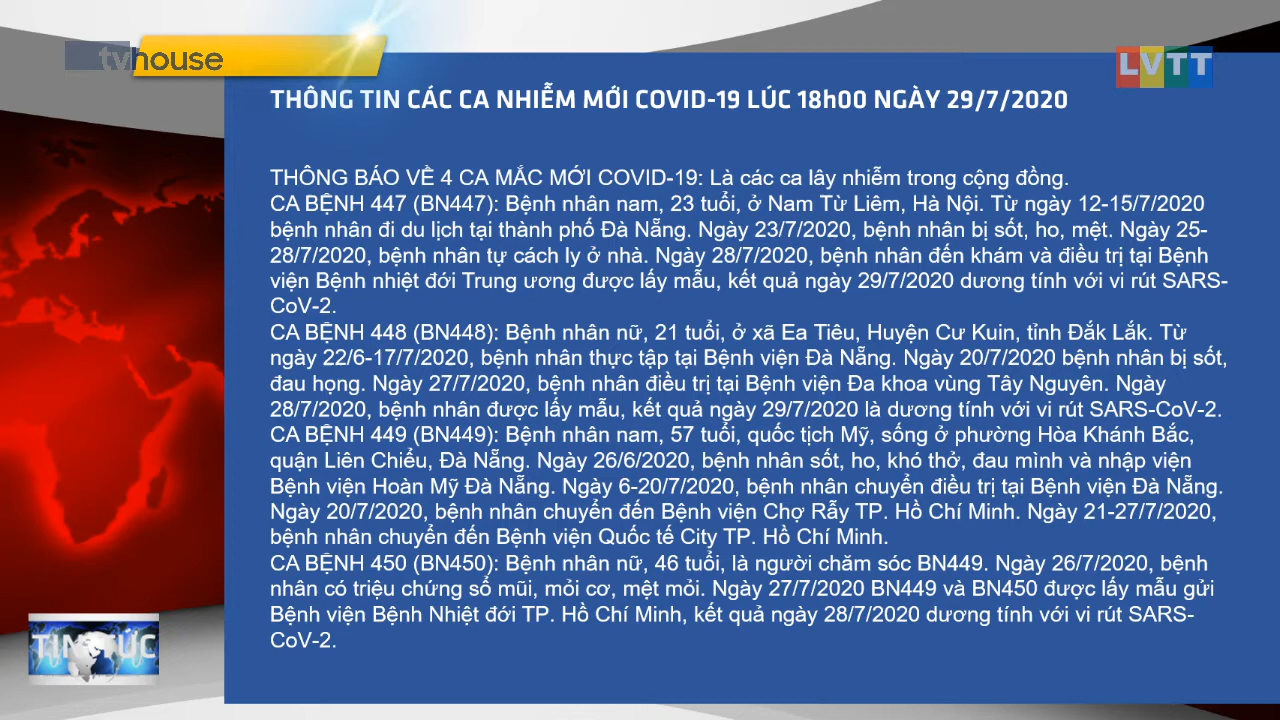 tvhouse
LVTT
THÔNG TIN CÁC CA NHIỄM MỚI COVID-19 LÚC 18h00 NGÀY 29/7/2020
THÔNG BÁO VỀ 4 CA MẮC MỚI COVID-19: Là các ca lây nhiễm trong cộng đồng.
CA BỆNH 447 (BN447): Bệnh nhân nam, 23 tuổi, ở Nam Từ Liêm, Hà Nội. Từ ngày 12-15/7/2020
bệnh nhân đi du lịch tại thành phố Đà Nẵng. Ngày 23/7/2020, bệnh nhân bị sốt, ho, mệt. Ngày 25-
28/7/2020, bệnh nhân tự cách ly ở nhà. Ngày 28/7/2020, bệnh nhân đến khám và điều trị tại Bệnh
viện Bệnh nhiệt đới Trung ương được lấy mẫu, kết quả ngày 29/7/2020 dương tính với vi rút SARS-
CoV-2.
CA BỆNH 448 (BN448): Bệnh nhân nữ, 21 tuổi, ở xã Ea Tiêu, Huyện Cư Kuin, tỉnh Đắk Lắk. Từ
ngày 22/6-17/7/2020, bệnh nhân thực tập tại Bệnh viện Đà Nẵng. Ngày 20/7/2020 bệnh nhân bị sốt,
đau họng. Ngày 27/7/2020, bệnh nhân điều trị tại Bệnh viện Đa khoa vùng Tây Nguyên. Ngày
28/7/2020, bệnh nhân được lấy mẫu, kết quả ngày 29/7/2020 là dương tính với vi rút SARS-CoV-2.
CA BỆNH 449 (BN449): Bệnh nhân nam, 57 tuổi, quốc tịch Mỹ, sống ở phường Hòa Khánh Bắc,
quận Liên Chiểu, Đà Nẵng. Ngày 26/6/2020, bệnh nhân sốt, ho, khó thở, đau mình và nhập viện
Bệnh viện Hoàn Mỹ Đà Nẵng. Ngày 6-20/7/2020, bệnh nhân chuyển điều trị tại Bệnh viện Đà Nẵng.
Ngày 20/7/2020, bệnh nhân chuyển đến Bệnh viện Chợ Rẫy TP. Hồ Chí Minh. Ngày 21-27/7/2020,
bệnh nhân chuyển đến Bệnh viện Quốc tế City TP. Hồ Chí Minh.
CA BỆNH 450 (BN450): Bệnh nhân nữ, 46 tuổi, là người chăm sóc BN449. Ngày 26/7/2020, bệnh
nhân có triệu chứng sổ mũi, mỏi cơ, mệt mỏi. Ngày 27/7/2020 BN449 và BN450 được lấy mẫu gửi
Bệnh viện Bệnh Nhiệt đới TP. Hồ Chí Minh, kết quả ngày 28/7/2020 dương tính với vi rút SARS-
CoV-2.
TIN TỨC